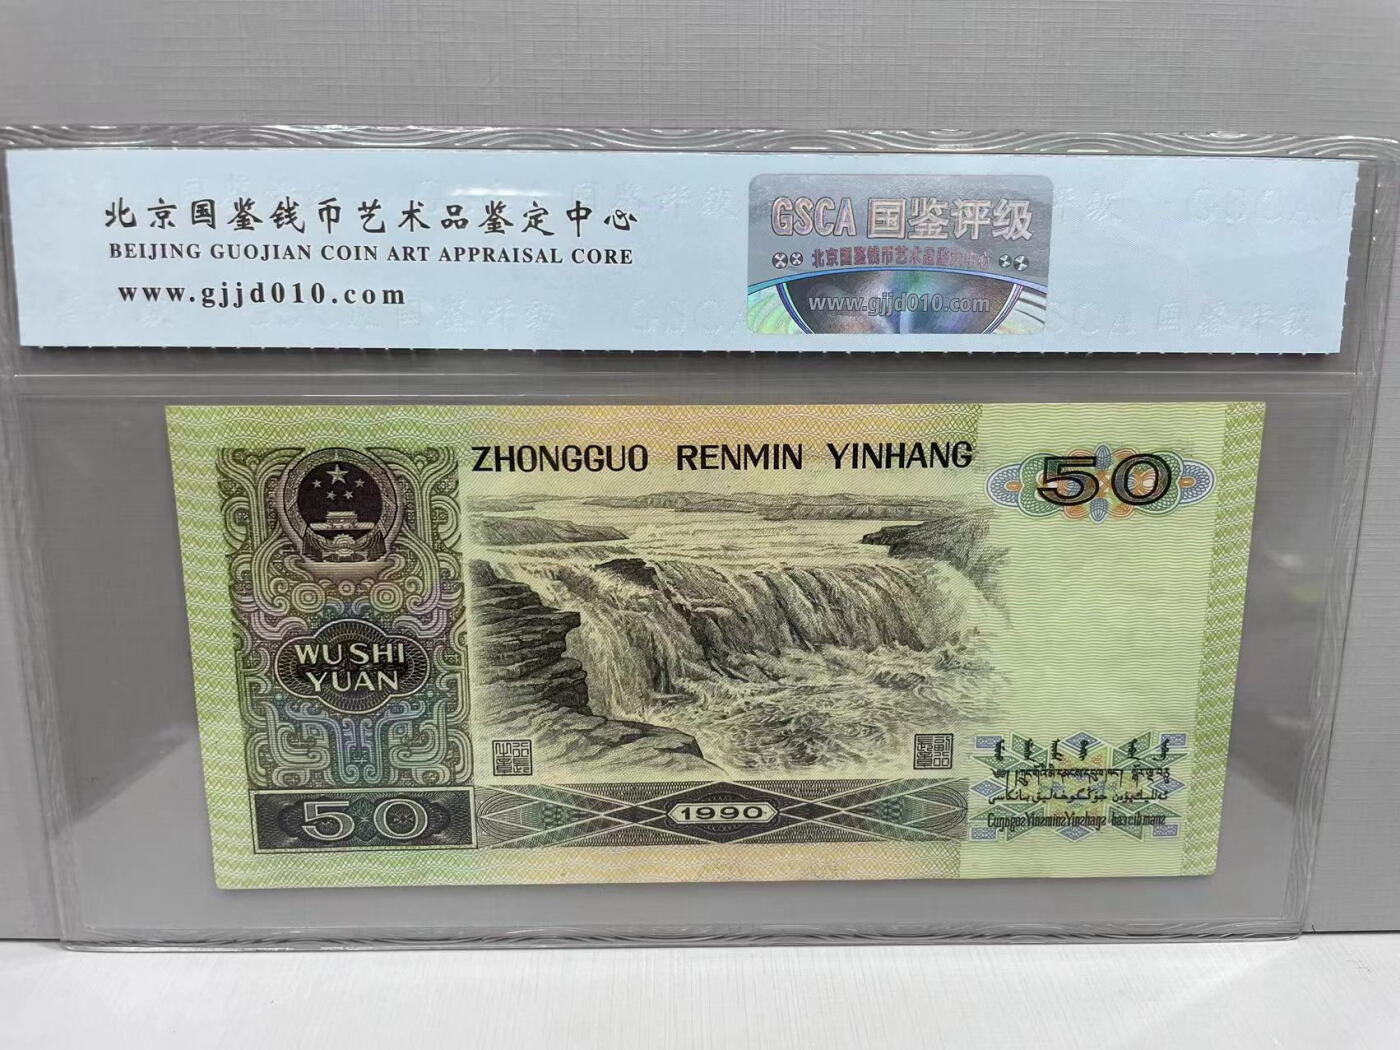 北京国鉴钱币艺术品鉴定中心
BEIJING GUOJIAN COIN ART APPRAISAL CORE
www.gjjd010.com
GSCA 国鉴评级
北京国鉴钱币艺术品鉴定中心
www.gjjd010.com
ZHONGGUO RENMIN YINHANG
50
WU SHI
YUAN
50
1990